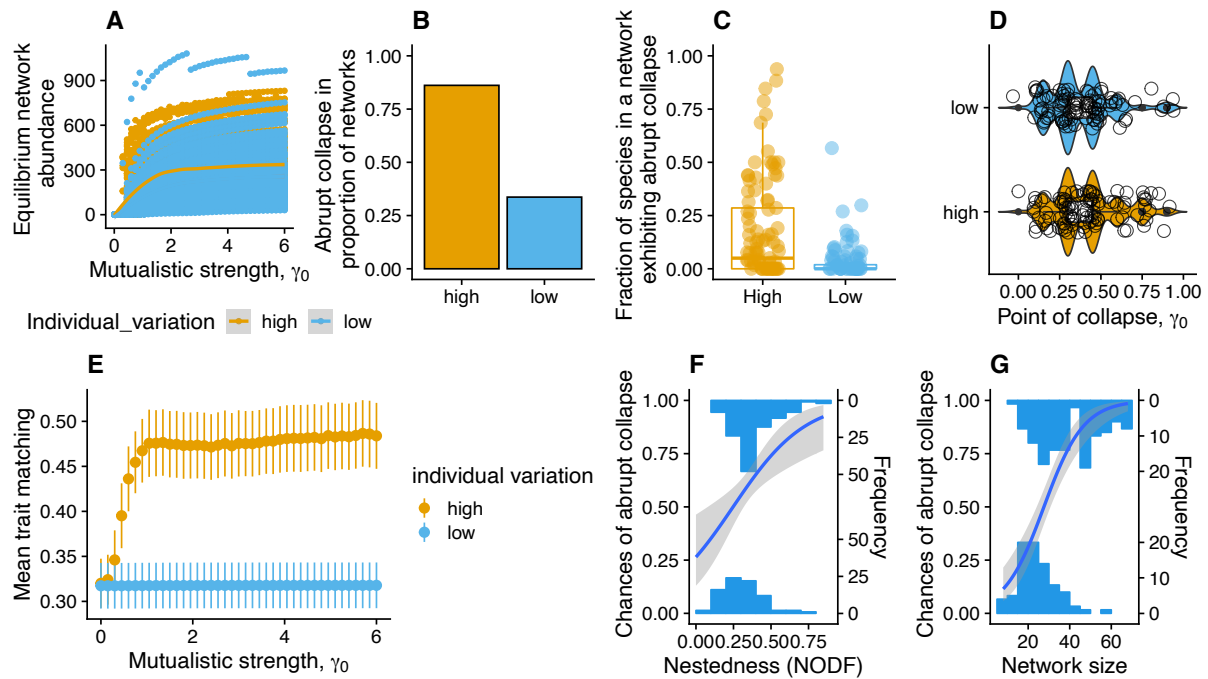 A
Equilibrium network
abundance
900
600
300
0
0
2
4
6
Mutualistic strength, γ0
Individual_variation
high
low
B
Abrupt collapse in
proportion of networks
1.00
0.75
0.50
0.25
0.00
high
low
C
Fraction of species in a network
exhibiting abrupt collapse
1.00
0.75
0.50
0.25
0.00
High
Low
D
low
high
0.00
0.25
0.50
0.75
1.00
Point of collapse, γ0
E
Mean trait matching
0.50
0.45
0.40
0.35
0.30
0
2
4
6
Mutualistic strength, γ0
individual variation
high
low
F
Chances of abrupt collapse
1.00
0.75
0.50
0.25
0.00
0
25
50
50
25
0
Frequency
0.00
0.25
0.50
0.75
Nestedness (NODF)
G
Chances of abrupt collapse
1.00
0.75
0.50
0.25
0.00
0
10
20
20
10
0
Frequency
20
40
60
Network size